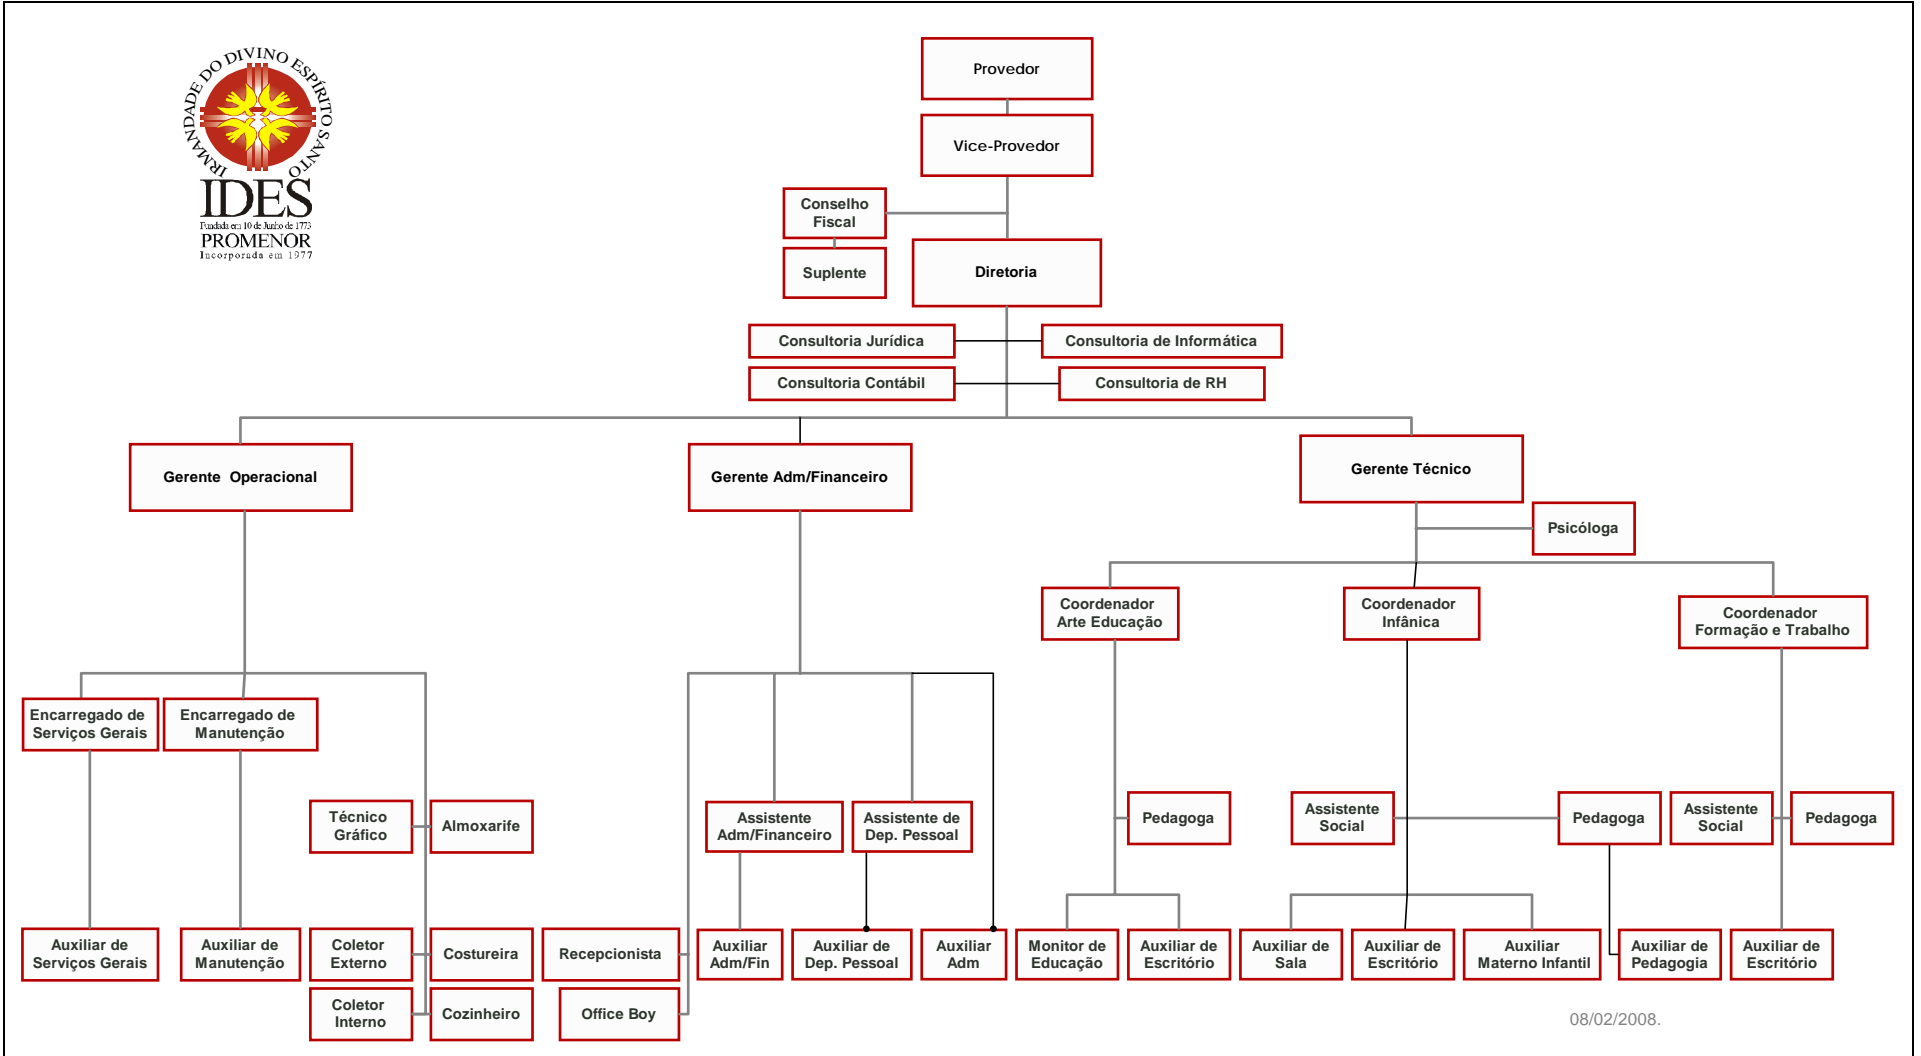 IRMANDADE DO DIVINO ESPÍRITO SANTO
IDES
Fundada em 10 de Junho de 1773
PROMENOR
Incorporada em 1977
Provedor
Vice-Provedor
Conselho
Fiscal
Suplente
Diretoria
Consultoria Jurídica
Consultoria de Informática
Consultoria Contábil
Consultoria de RH
Gerente Operacional
Gerente Adm/Financeiro
Gerente Técnico
Psicóloga
Coordenador
Arte Educação
Coordenador
Infânica
Coordenador
Formação e Trabalho
Encarregado de
Serviços Gerais
Encarregado de
Manutenção
Técnico
Gráfico
Almoxarife
Assistente
Adm/Financeiro
Assistente de
Dep. Pessoal
Pedagoga
Assistente
Social
Pedagoga
Assistente
Social
Pedagoga
Auxiliar de
Serviços Gerais
Auxiliar de
Manutenção
Coletor
Externo
Costureira
Recepcionista
Auxiliar
Adm/Fin
Auxiliar de
Dep. Pessoal
Auxiliar
Adm
Monitor de
Educação
Auxiliar de
Escritório
Auxiliar de
Sala
Auxiliar de
Escritório
Auxiliar
Materno Infantil
Auxiliar de
Pedagogia
Auxiliar de
Escritório
Coletor
Interno
Cozinheiro
Office Boy
08/02/2008.